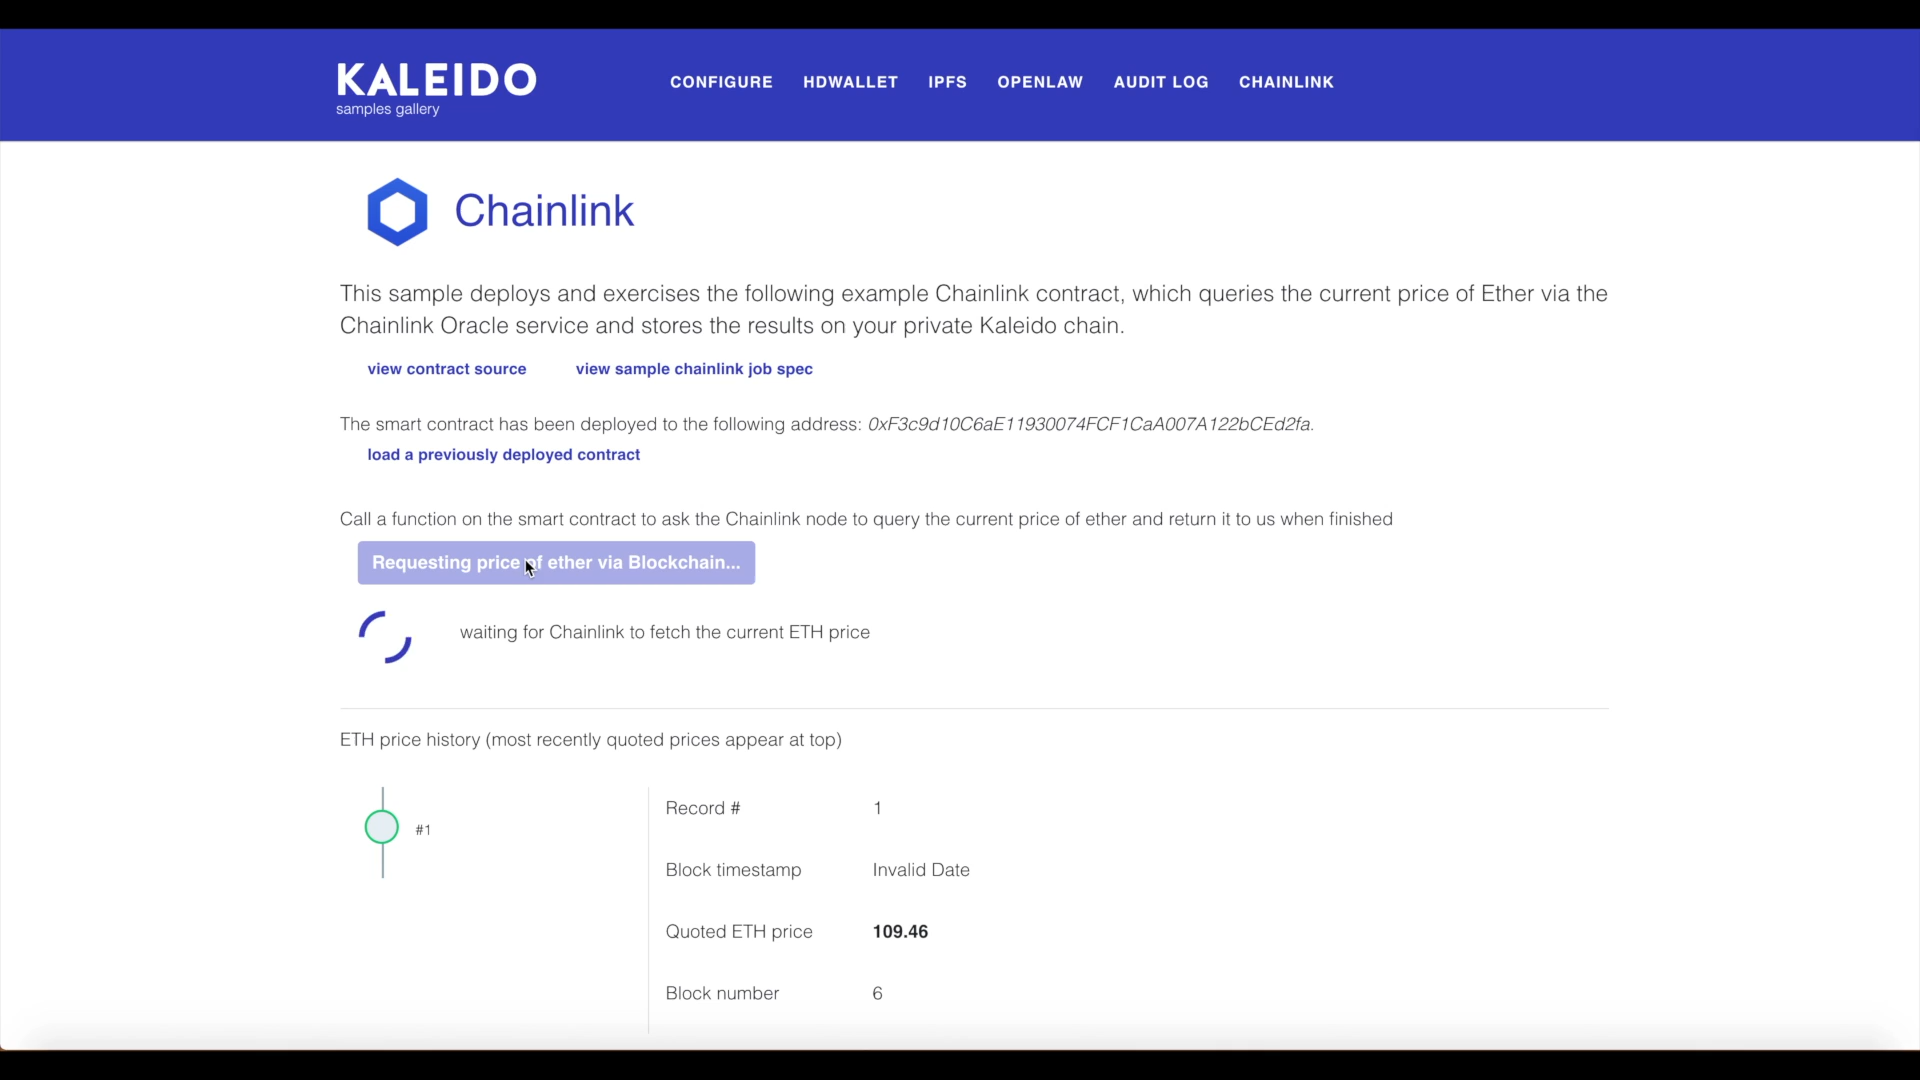 KALEIDO
samples gallery
CONFIGURE HDWALLET IPFS OPENLAW AUDIT LOG CHAINLINK
Chainlink
This sample deploys and exercises the following example Chainlink contract, which queries the current price of Ether via the
Chainlink Oracle service and stores the results on your private Kaleido chain.
view contract source view sample chainlink job spec
The smart contract has been deployed to the following address: 0xF3c9d10C6aE11930074FCF1CaA007A122bCEd2fa.
load a previously deployed contract
Call a function on the smart contract to ask the Chainlink node to query the current price of ether and return it to us when finished
Requesting price of ether via Blockchain...
waiting for Chainlink to fetch the current ETH price
ETH price history (most recently quoted prices appear at top)
#1
Record # 1
Block timestamp Invalid Date
Quoted ETH price 109.46
Block number 6